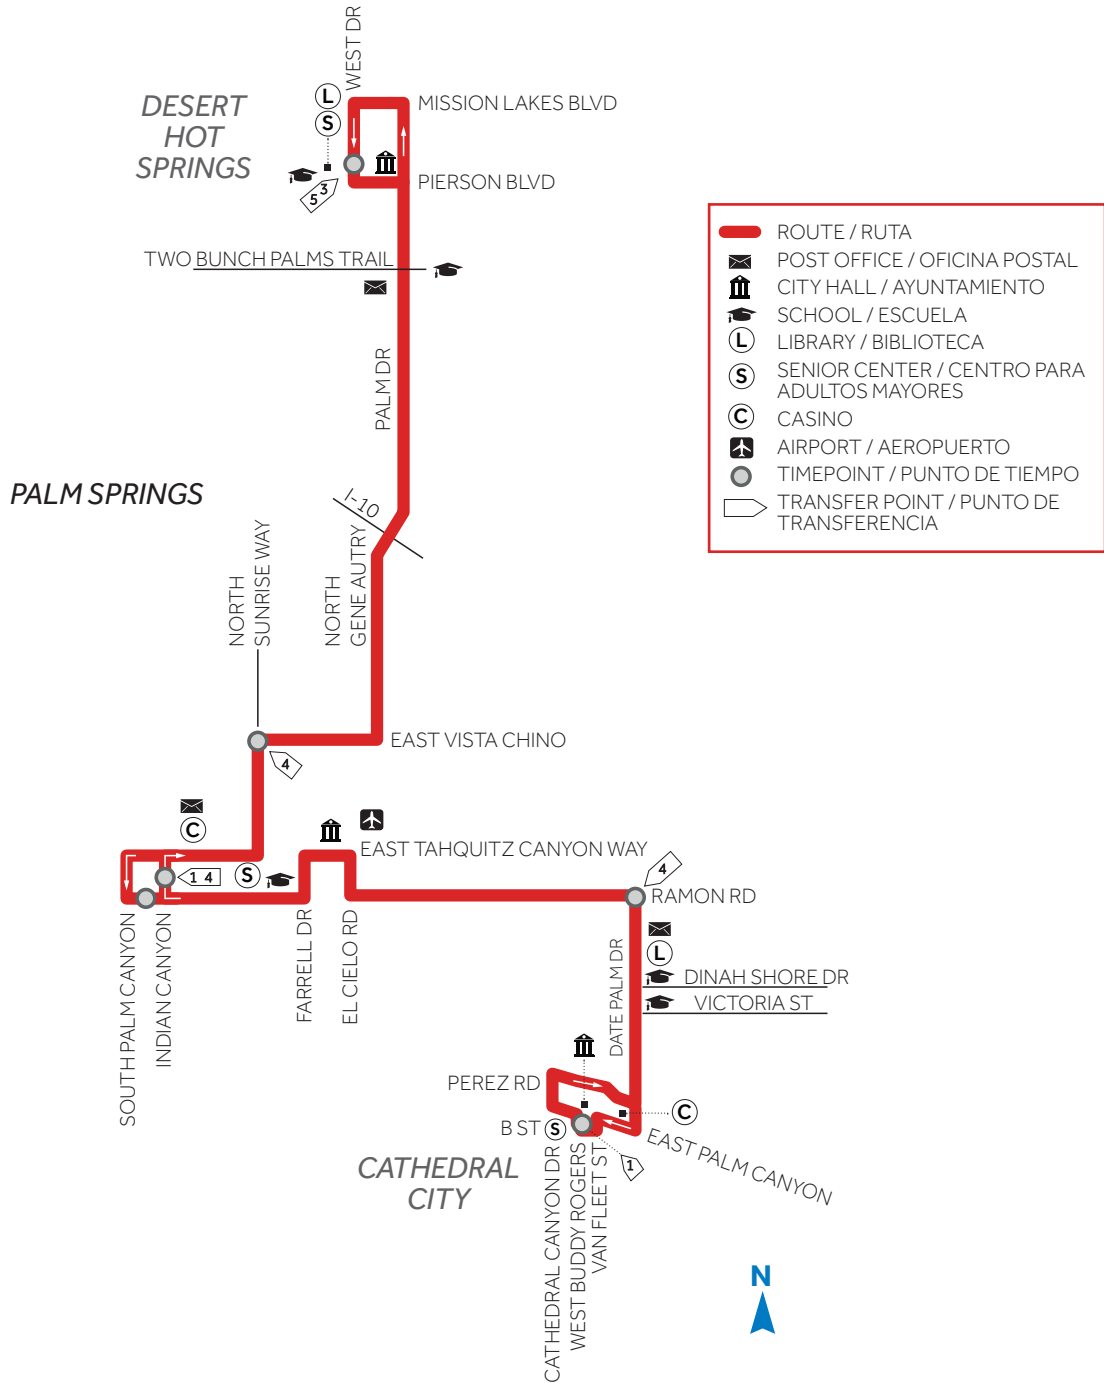 WEST DR
L
S
DESERT
HOT
SPRINGS
MISSION LAKES BLVD
PIERSON BLVD
3
5
TWO BUNCH PALMS TRAIL
PALM DR
ROUTE / RUTA
POST OFFICE / OFICINA POSTAL
CITY HALL / AYUNTAMIENTO
SCHOOL / ESCUELA
L
LIBRARY / BIBLIOTECA
S
SENIOR CENTER / CENTRO PARA
ADULTOS MAYORES
C
CASINO
AIRPORT / AEROPUERTO
TIMEPOINT / PUNTO DE TIEMPO
TRANSFER POINT / PUNTO DE
TRANSFERENCIA
PALM SPRINGS
I-10
NORTH
SUNRISE WAY
NORTH
GENE AUTRY
EAST VISTA CHINO
4
C
EAST TAHQUITZ CANYON WAY
1 4
S
4
RAMON RD
SOUTH PALM CANYON
INDIAN CANYON
FARRELL DR
EL CIELO RD
L
DATE PALM DR
DINAH SHORE DR
VICTORIA ST
PEREZ RD
C
B ST
S
EAST PALM CANYON
1
CATHEDRAL
CITY
CATHEDRAL CANYON DR
WEST BUDDY ROGERS
VAN FLEET ST
N